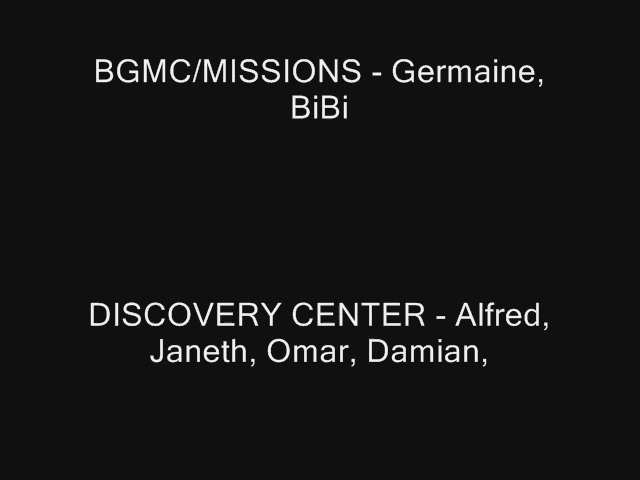 BGMC/MISSIONS - Germaine,
BiBi
DISCOVERY CENTER - Alfred,
Janeth, Omar, Damian,